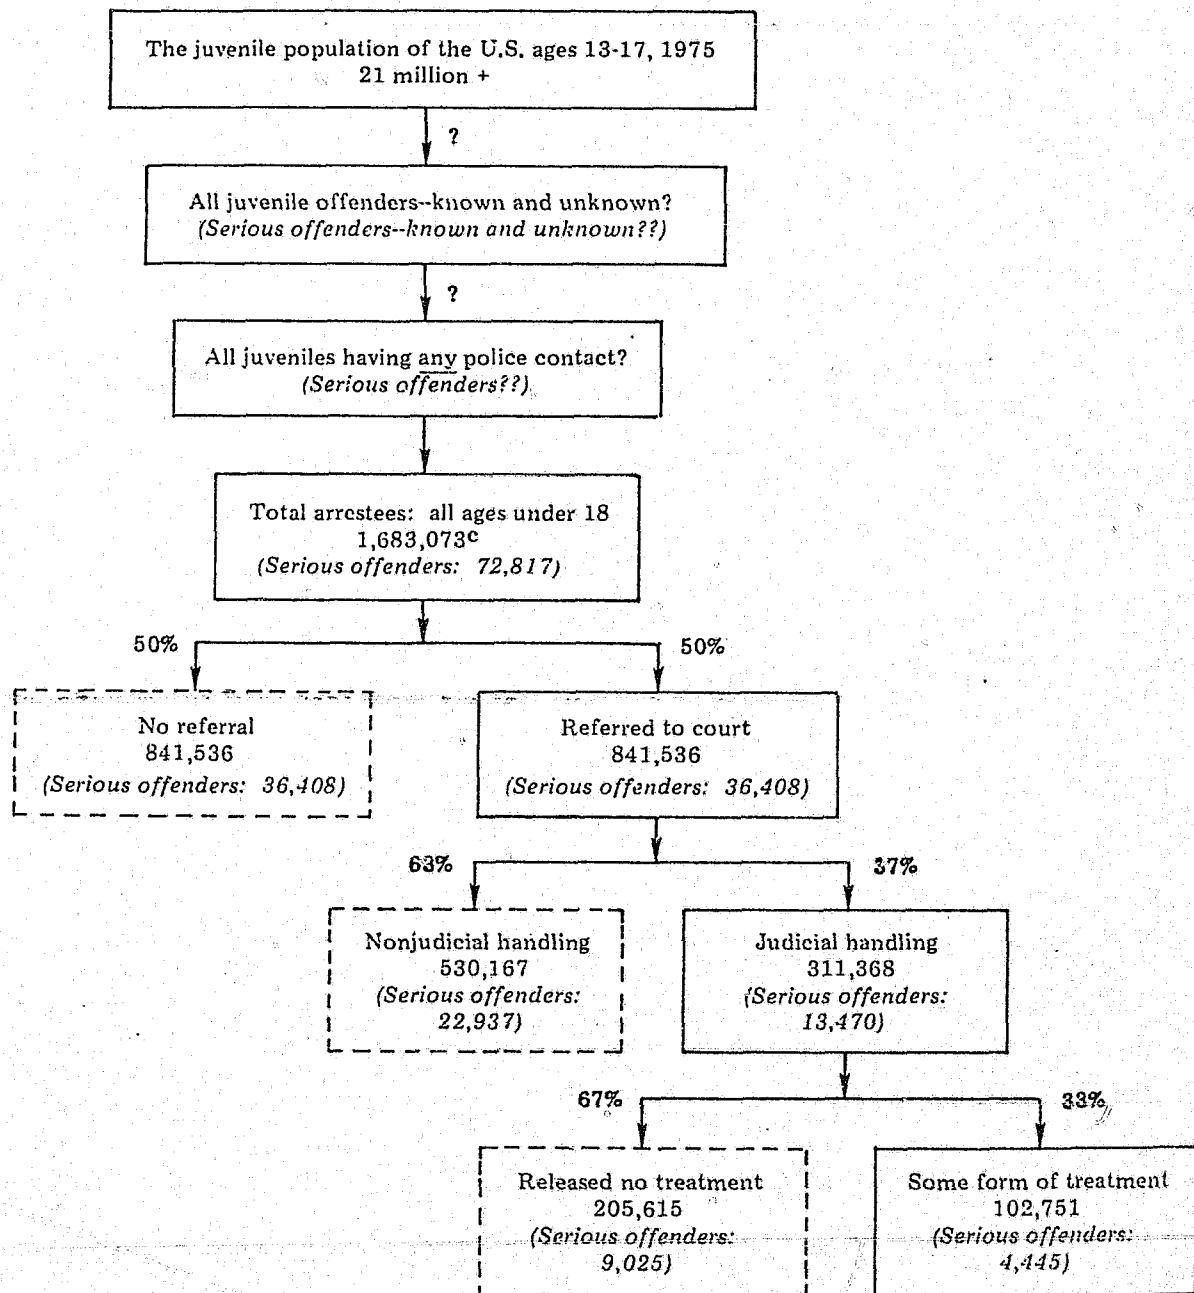 The juvenile population of the U.S. ages 13-17, 1975
21 million +
?
All juvenile offenders--known and unknown?
(Serious offenders--known and unknown??)
?
All juveniles having any police contact?
(Serious offenders??)
Total arrestees: all ages under 18
1,683,073c
(Serious offenders: 72,817)
50%
50%
No referral
841,536
(Serious offenders: 36,408)
Referred to court
841,536
(Serious offenders: 36,408)
63%
37%
Nonjudicial handling
530,167
(Serious offenders:
22,937)
Judicial handling
311,368
(Serious offenders:
13,470)
67%
33%
Released no treatment
205,615
(Serious offenders:
9,025)
Some form of treatment
102,751
(Serious offenders:
4,445)